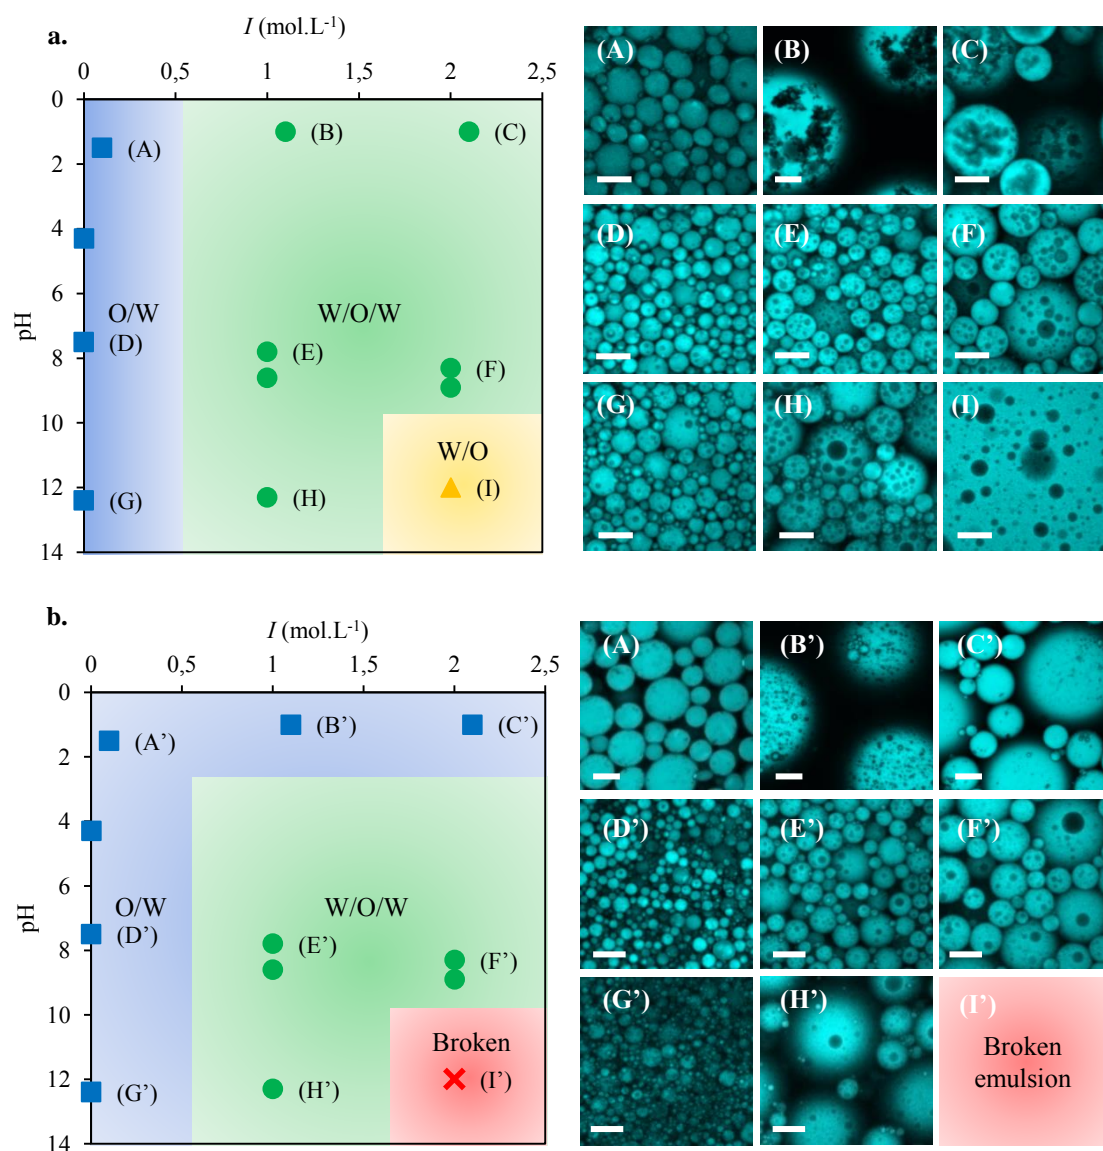 a.
I (mol.L-1)
0 0,5 1 1,5 2 2,5
0
2
4
6
8
10
12
14
pH
(A)
(B)
(C)
O/W
(D)
W/O/W
(E)
(F)
W/O
(G)
(H)
(I)
(A) (B) (C)
(D) (E) (F)
(G) (H) (I)
b.
I (mol.L-1)
0 0,5 1 1,5 2 2,5
0
2
4
6
8
10
12
14
pH
(A’)
(B’)
(C’)
O/W
(D’)
W/O/W
(E’)
(F’)
Broken
(G’)
(H’)
(I’)
(A) (B’) (C’)
(D’) (E’) (F’)
(G’) (H’) (I’)
Broken
emulsion